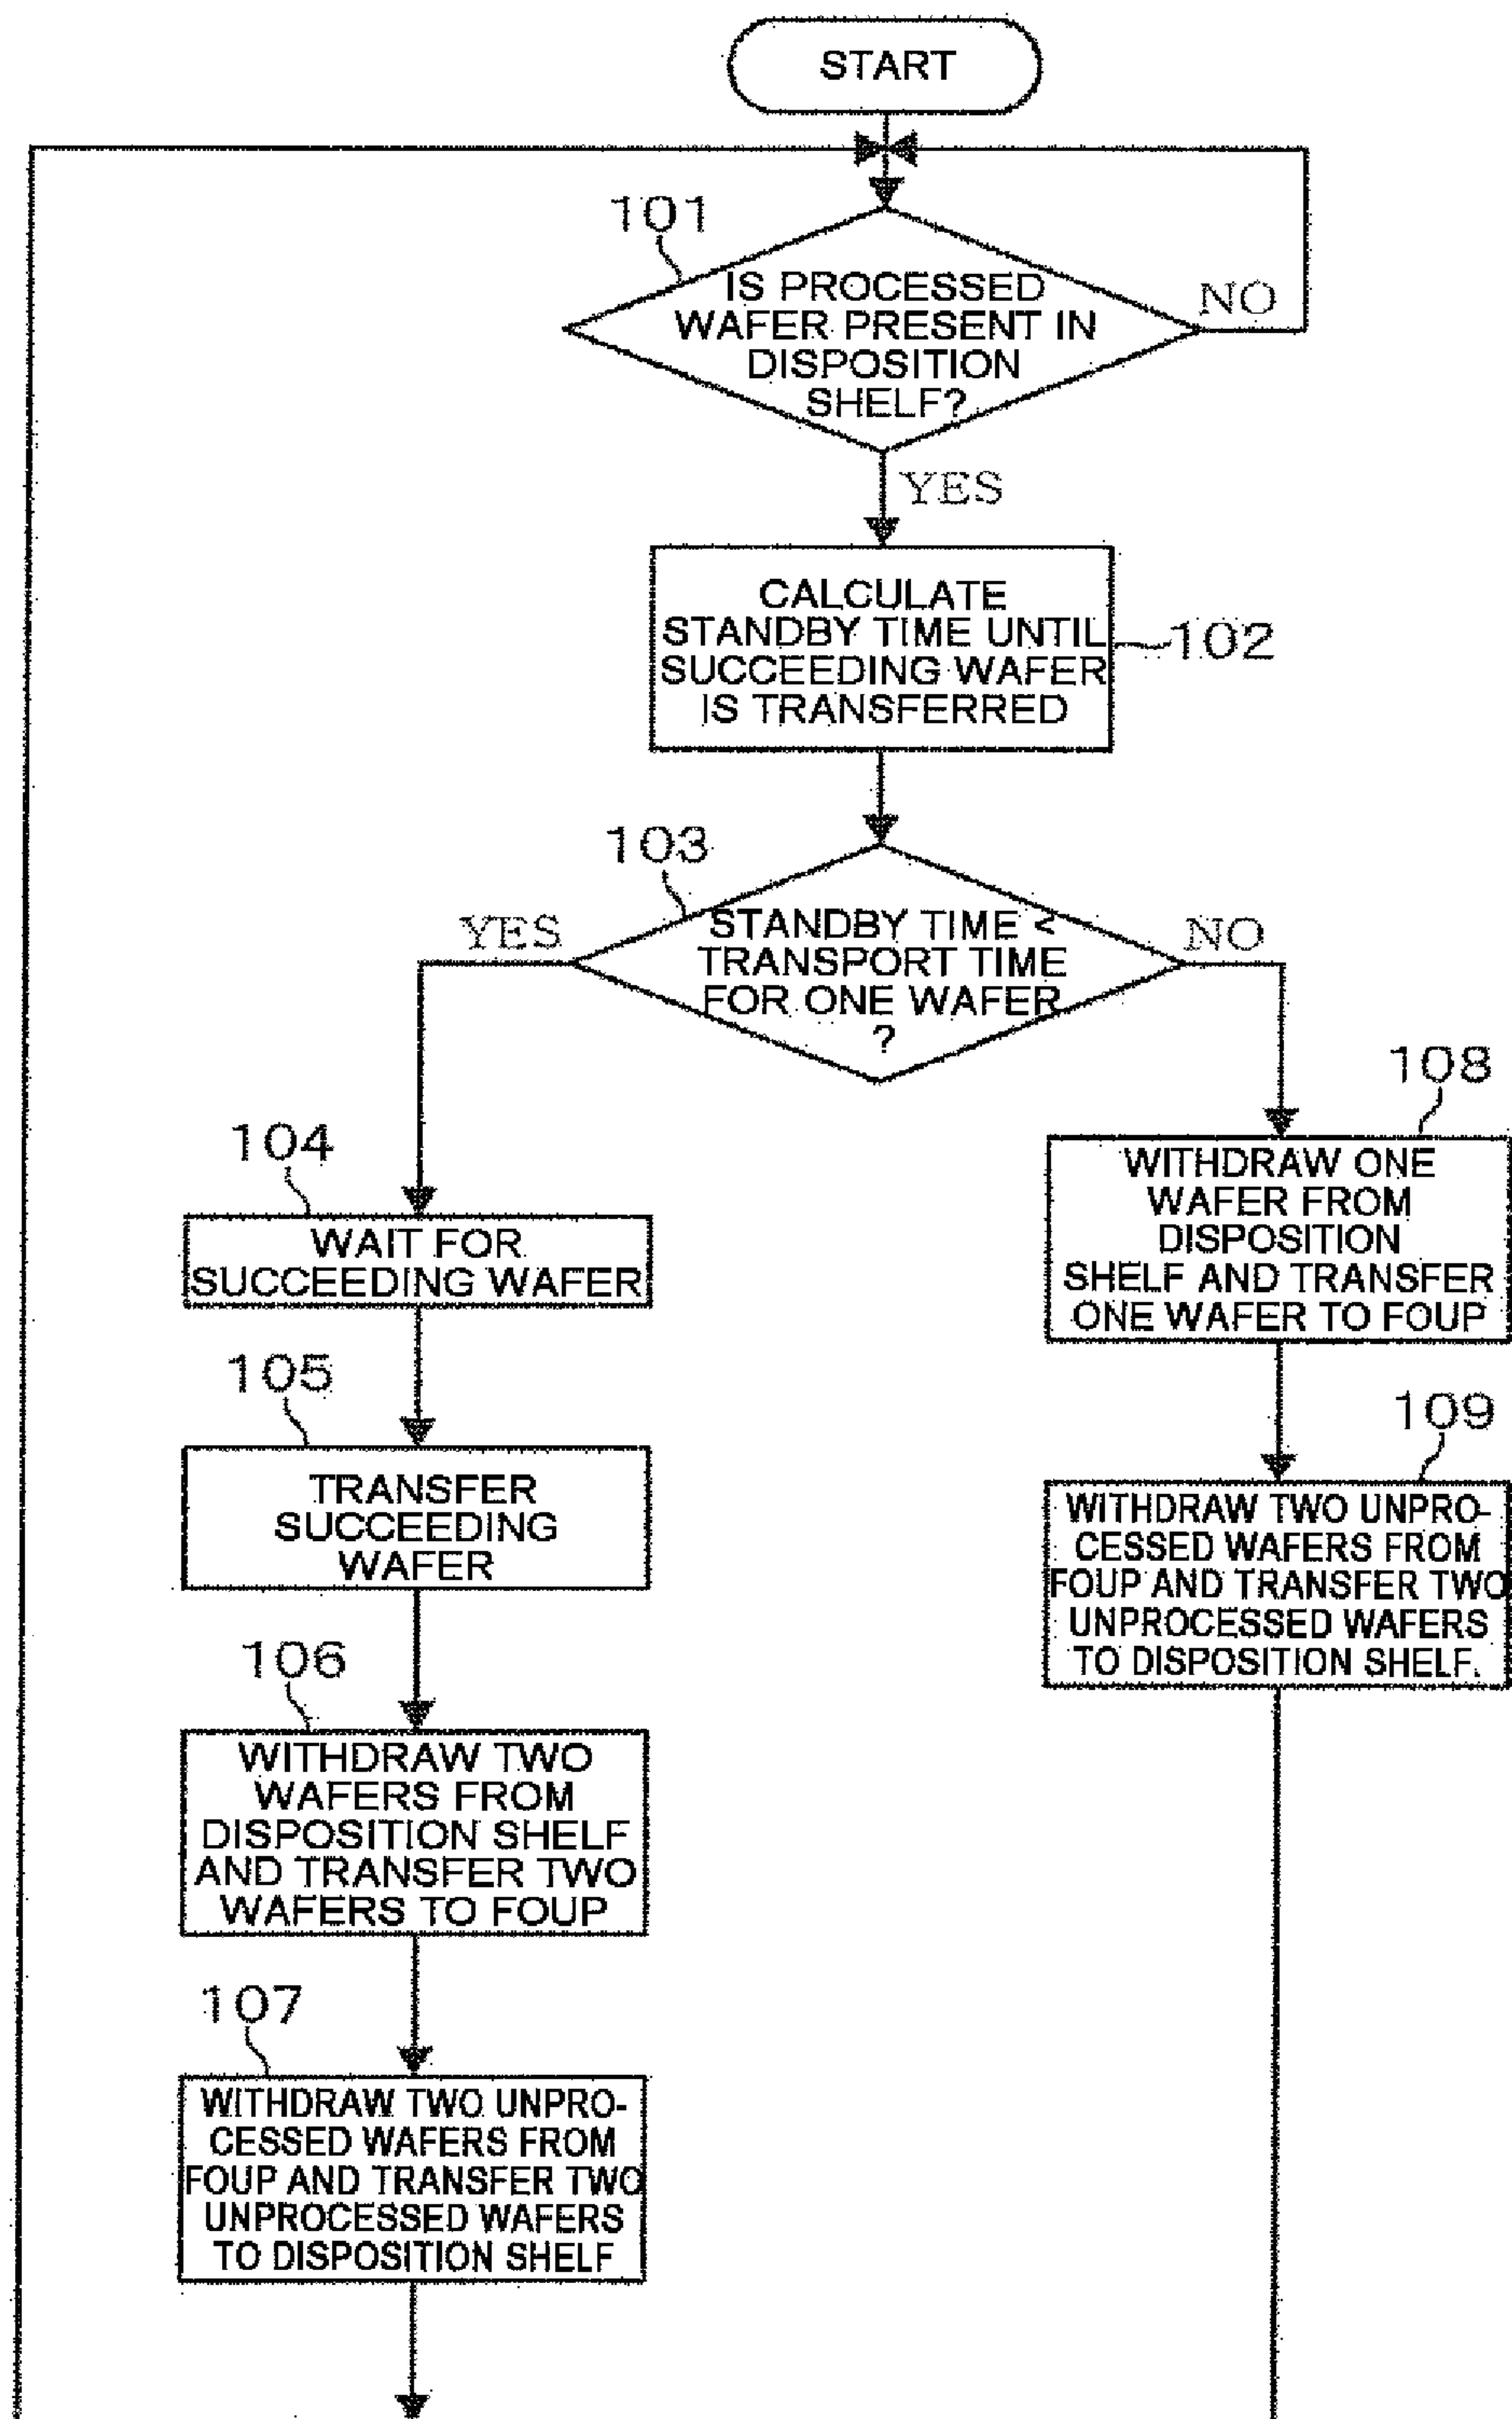 START
101
IS PROCESSED
WAFER PRESENT IN
DISPOSITION
SHELF?
NO
YES
CALCULATE
STANDBY TIME UNTIL
SUCCEEDING WAFER
IS TRANSFERRED
102
103
STANDBY TIME <
TRANSPORT TIME
FOR ONE WAFER
?
YES
NO
104
WAIT FOR
SUCCEEDING WAFER
105
TRANSFER
SUCCEEDING
WAFER
106
WITHDRAW TWO
WAFERS FROM
DISPOSITION SHELF
AND TRANSFER TWO
WAFERS TO FOUP
107
WITHDRAW TWO UNPRO-
CESSED WAFERS FROM
FOUP AND TRANSFER TWO
UNPROCESSED WAFERS
TO DISPOSITION SHELF
108
WITHDRAW ONE
WAFER FROM
DISPOSITION
SHELF AND TRANSFER
ONE WAFER TO FOUP
109
WITHDRAW TWO UNPRO-
CESSED WAFERS FROM
FOUP AND TRANSFER TWO
UNPROCESSED WAFERS
TO DISPOSITION SHELF.